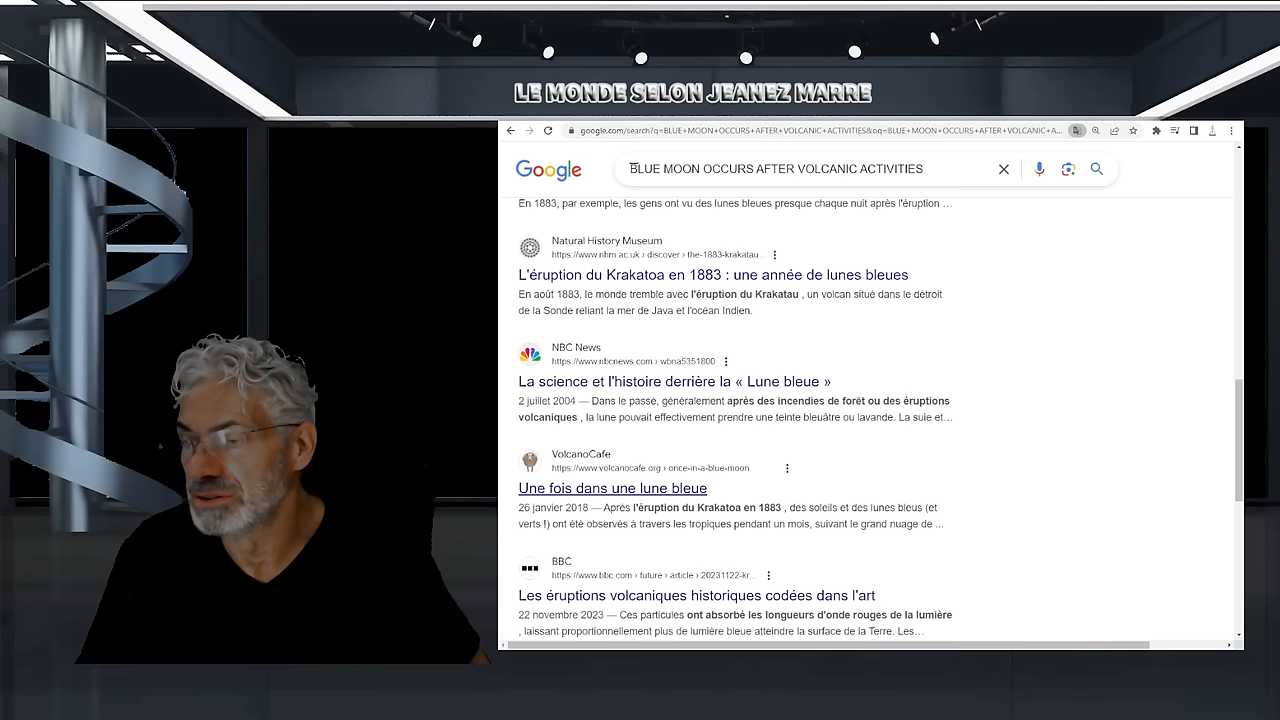 LE MONDE SELON JEANEZ MARRE
google.com/search?q=BLUE+MOON+OCCURS+AFTER+VOLCANIC+ACTIVITIES&oq=BLUE+MOON+OCCURS+AFTER+VOLCANIC+A...
Google
BLUE MOON OCCURS AFTER VOLCANIC ACTIVITIES
En 1883, par exemple, les gens ont vu des lunes bleues presque chaque nuit après l'éruption ...
Natural History Museum
https://www.nhm.ac.uk › discover › the-1883-krakatau...
L'éruption du Krakatoa en 1883 : une année de lunes bleues
En août 1883, le monde tremble avec l'éruption du Krakatau , un volcan situé dans le détroit
de la Sonde reliant la mer de Java et l'océan Indien.
NBC News
https://www.nbcnews.com › wbna5351800
La science et l'histoire derrière la « Lune bleue »
2 juillet 2004 — Dans le passé, généralement après des incendies de forêt ou des éruptions
volcaniques , la lune pouvait effectivement prendre une teinte bleuâtre ou lavande. La suie et...
VolcanoCafe
https://www.volcanocafe.org › once-in-a-blue-moon
Une fois dans une lune bleue
26 janvier 2018 — Après l'éruption du Krakatoa en 1883 , des soleils et des lunes bleus (et
verts !) ont été observés à travers les tropiques pendant un mois, suivant le grand nuage de ...
BBC
https://www.bbc.com › future › article › 20231122-kr...
Les éruptions volcaniques historiques codées dans l'art
22 novembre 2023 — Ces particules ont absorbé les longueurs d'onde rouges de la lumière
, laissant proportionnellement plus de lumière bleue atteindre la surface de la Terre. Les...